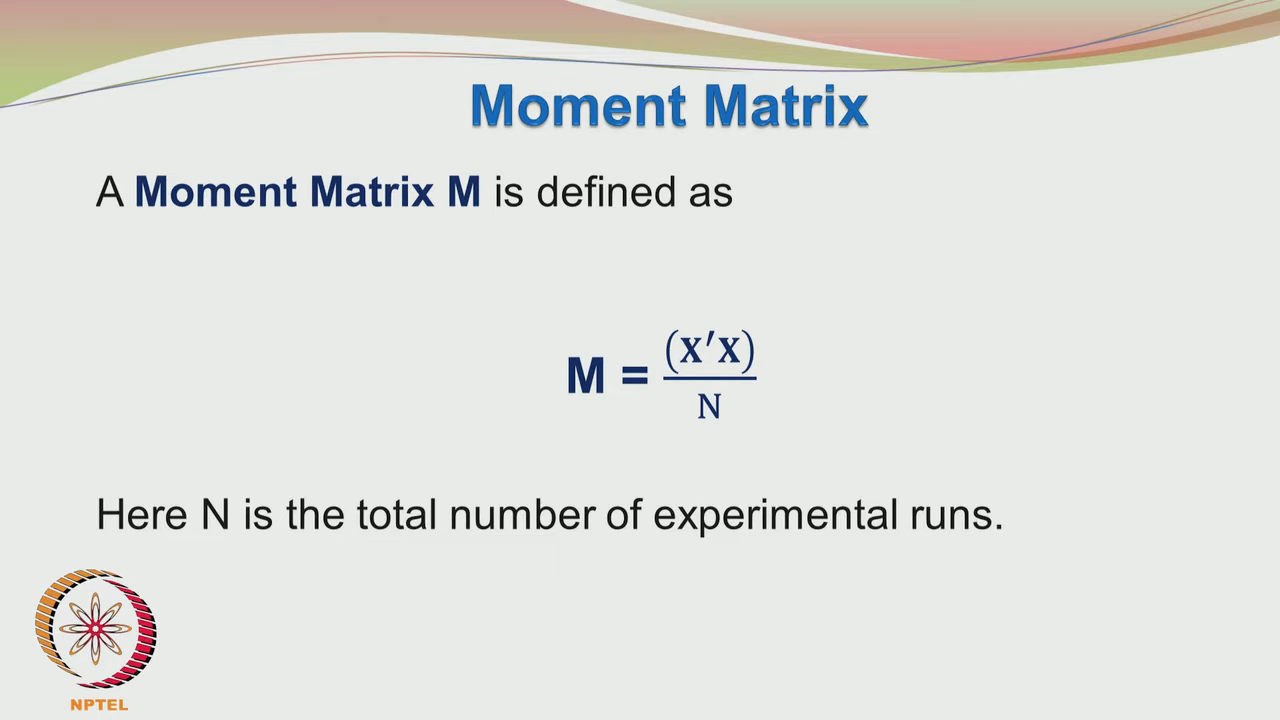 Moment Matrix
A Moment Matrix M is defined as
M = (X′X)/N
Here N is the total number of experimental runs.
NPTEL